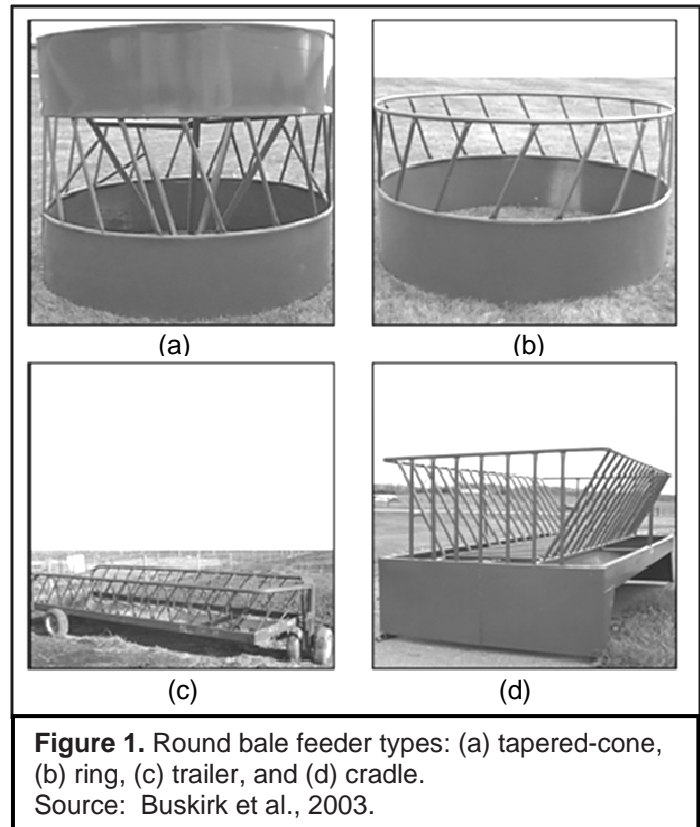 (a) (b)
(c) (d)
Figure 1. Round bale feeder types: (a) tapered-cone,
(b) ring, (c) trailer, and (d) cradle.
Source: Buskirk et al., 2003.